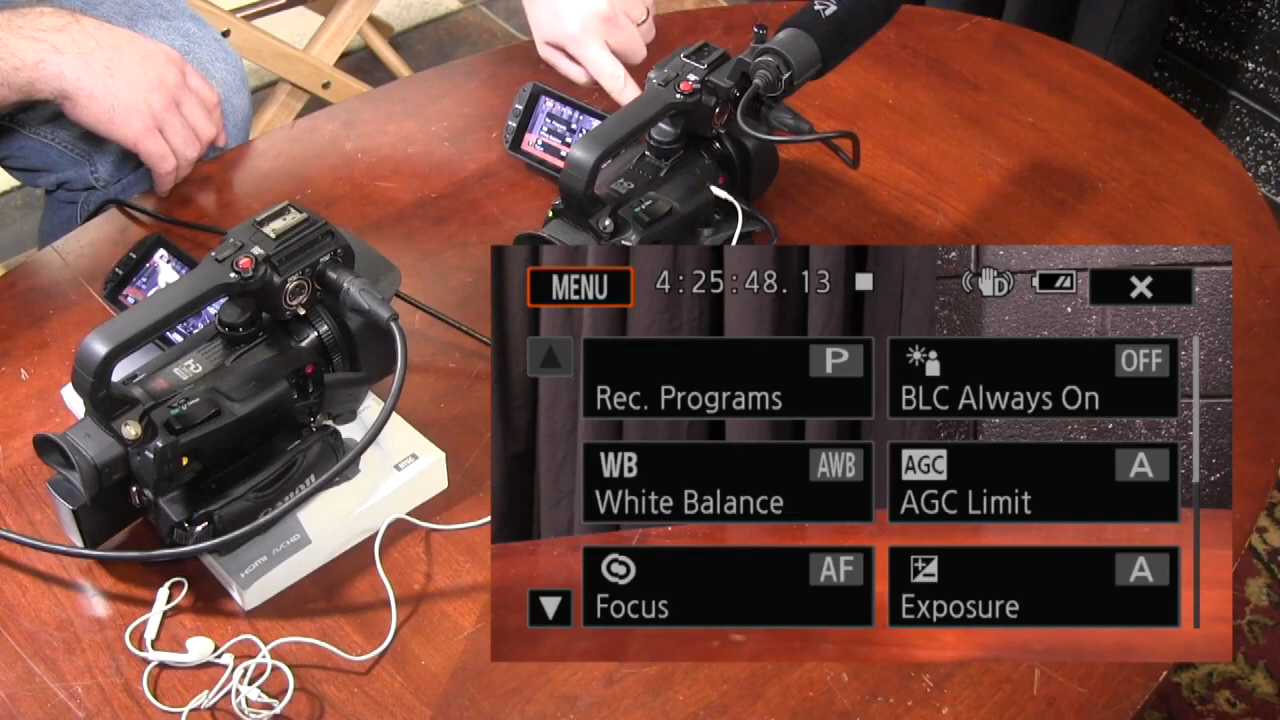 MENU 4:25:48.13
P
Rec. Programs
OFF
BLC Always On
WB AWB
White Balance
AGC A
AGC Limit
AF
Focus
A
Exposure
Canon
HDMI AVCHD